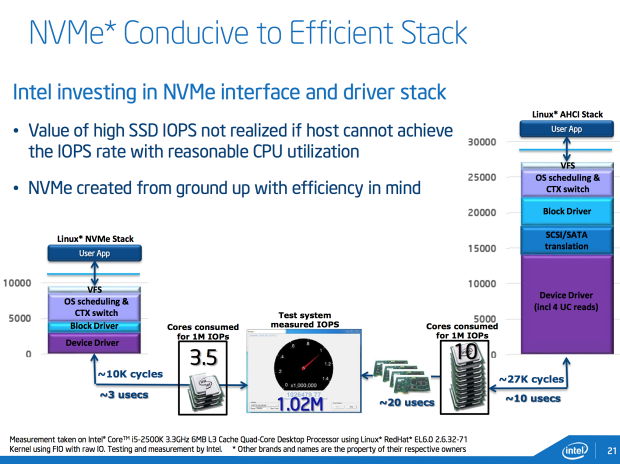 NVMe* Conducive to Efficient Stack
Intel investing in NVMe interface and driver stack
• Value of high SSD IOPS not realized if host cannot achieve
the IOPS rate with reasonable CPU utilization
• NVMe created from ground up with efficiency in mind
Linux* AHCI Stack
User App
30000
VFS
25000
OS scheduling &
CTX switch
20000
Block Driver
SCSI/SATA
translation
15000
Device Driver
(incl 4 UC reads)
5000
0
Linux* NVMe Stack
User App
10000
VFS
OS scheduling &
CTX switch
5000
Block Driver
Device Driver
0
Cores consumed
for 1M IOPs
3.5
Test system
measured IOPS
x1,000,000
1.02M
Cores consumed
for 1M IOPs
10
~10K cycles
~3 usecs
~20 usecs
~27K cycles
~10 usecs
Measurement taken on Intel® Core™ i5-2500K 3.3GHz 6MB L3 Cache Quad-Core Desktop Processor using Linux* RedHat* EL6.0 2.6.32-71
Kernel using FIO with raw IO. Testing and measurement by Intel. * Other brands and names are the property of their respective owners
intel
21